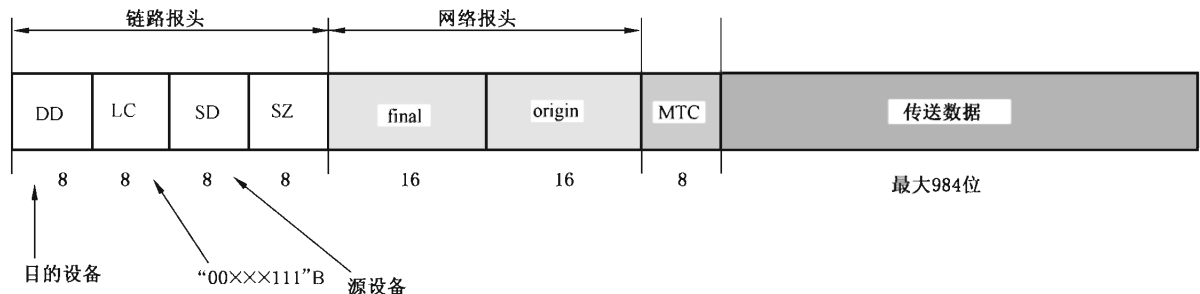 链路报头 网络报头
DD LC SD SZ final origin MTC 传送数据
8 8 8 8 16 16 8 最大984位
目的设备 “00×××111”B 源设备